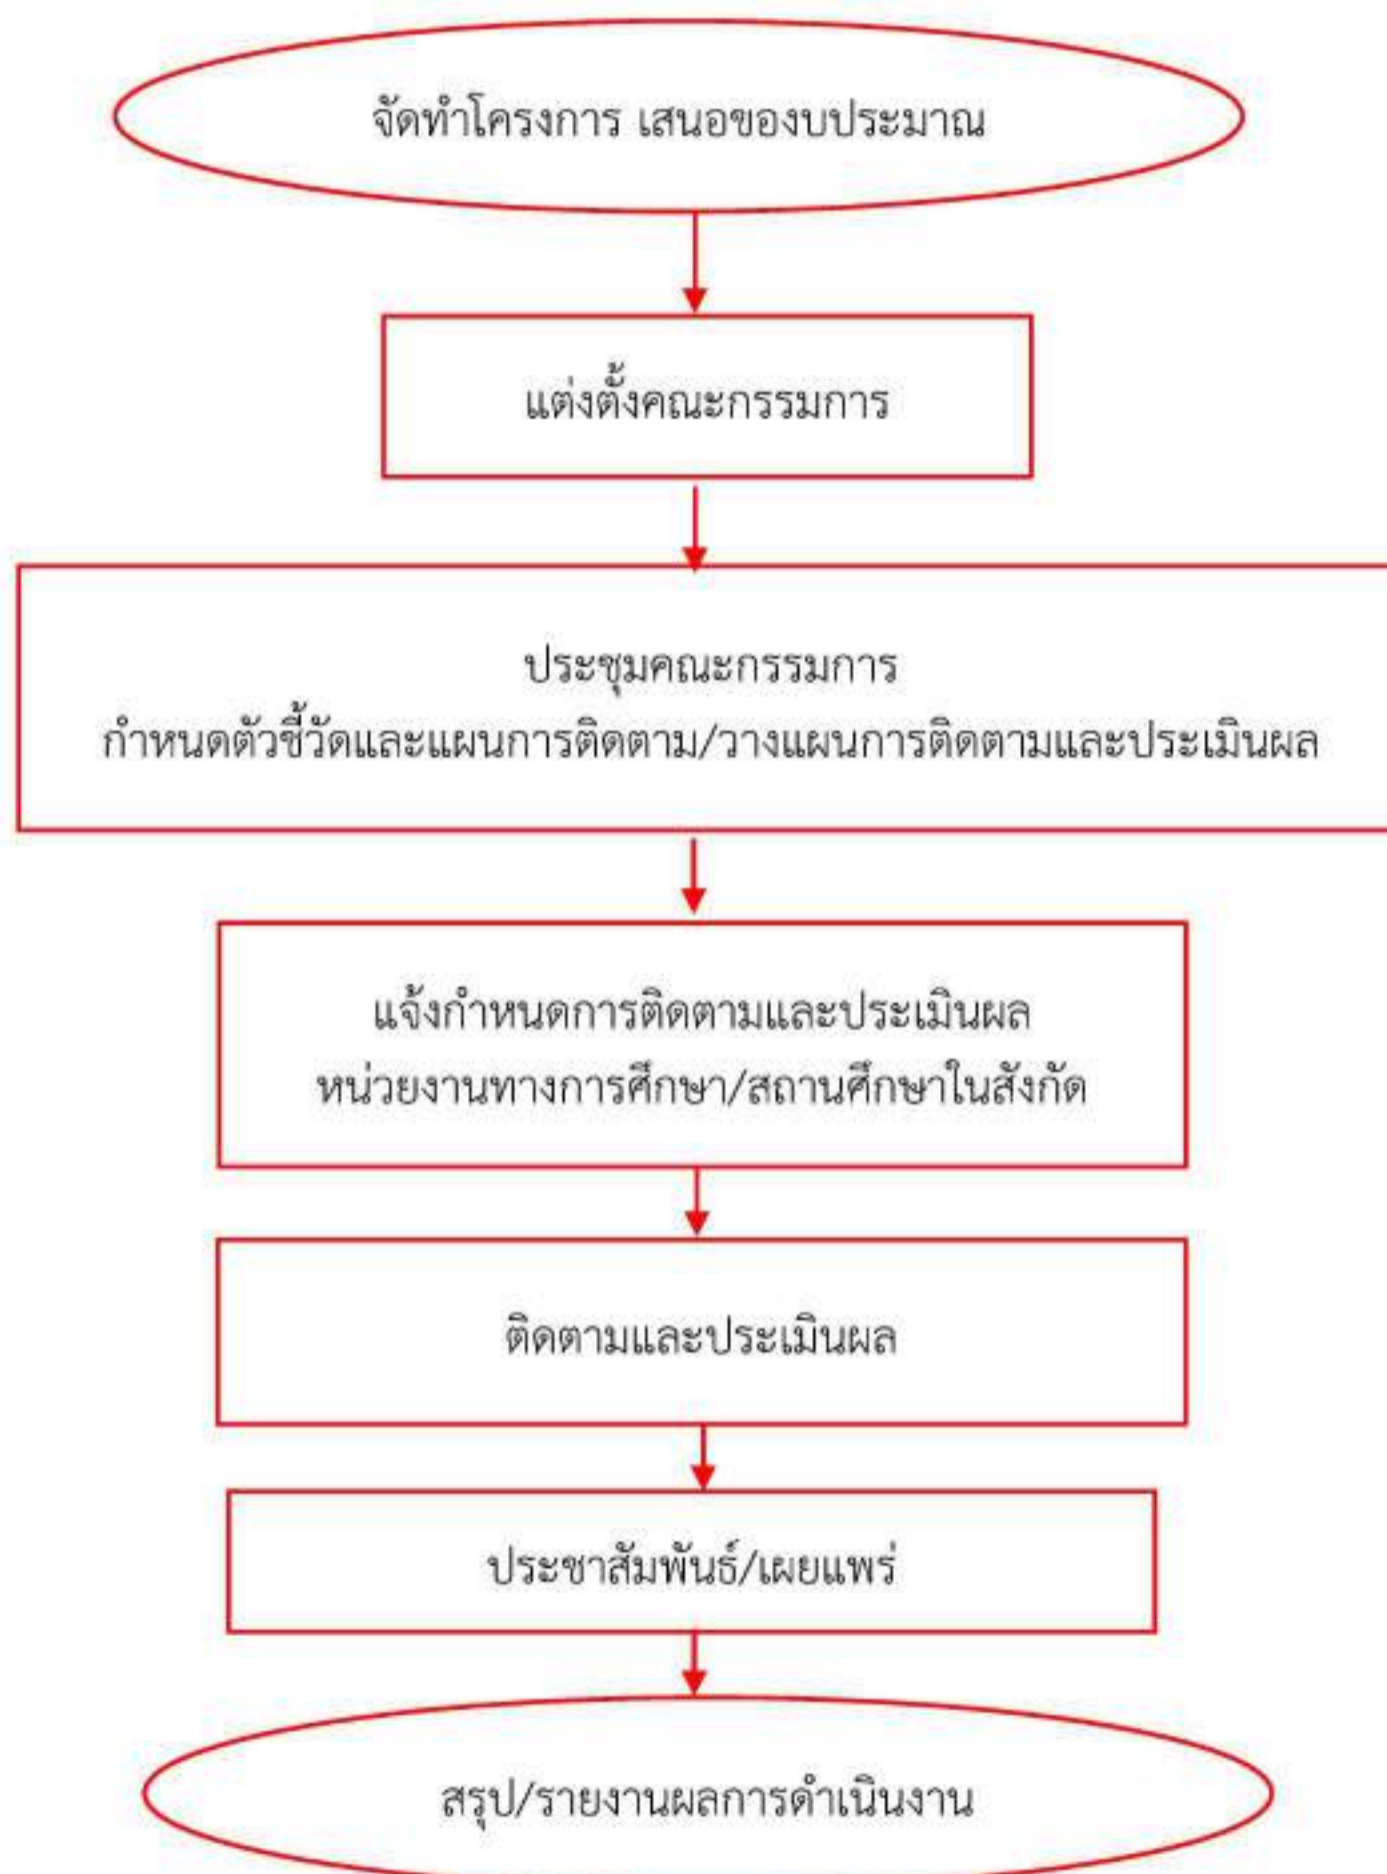 จัดทำโครงการ เสนอของบประมาณ
แต่งตั้งคณะกรรมการ
ประชุมคณะกรรมการ
กำหนดตัวชี้วัดและแผนการติดตาม/วางแผนการติดตามและประเมินผล
แจ้งกำหนดการติดตามและประเมินผล
หน่วยงานทางการศึกษา/สถานศึกษาในสังกัด
ติดตามและประเมินผล
ประชาสัมพันธ์/เผยแพร่
สรุป/รายงานผลการดำเนินงาน